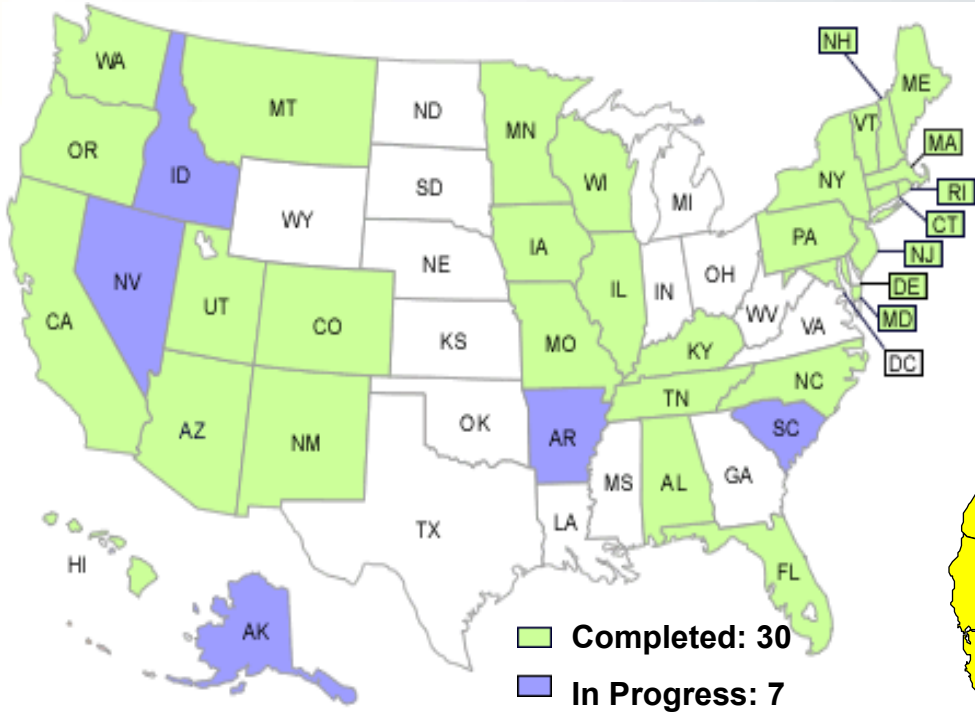 NH
WA
ME
MT
ND
VT
MN
MA
OR
ID
SD
WI
NY
RI
MI
WY
CT
PA
IA
NE
NJ
OH
NV
IN
IL
DE
UT
WV
MD
CA
CO
VA
KS
MO
KY
DC
NC
TN
OK
SC
AZ
AR
NM
GA
MS
AL
LA
TX
HI
FL
AK
Completed: 30
In Progress: 7